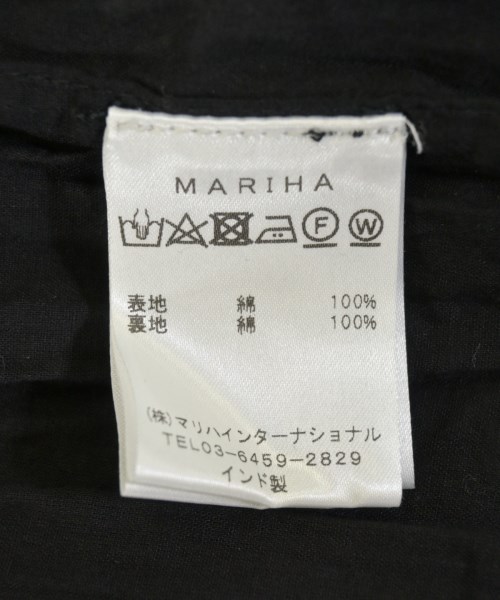 MARIHA
F W
表地 綿 100%
裏地 綿 100%
(株)マリハインターナショナル
TEL03-6459-2829
インド製